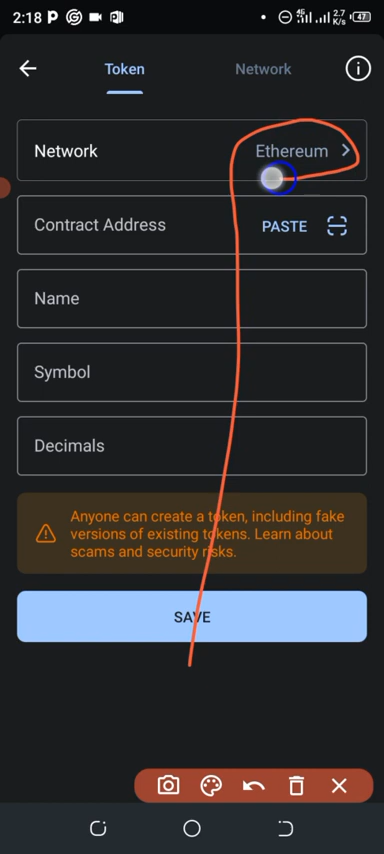 2:18
4G
2.7
K/s
47
Token
Network
Network
Ethereum
Contract Address
PASTE
Name
Symbol
Decimals
Anyone can create a token, including fake
versions of existing tokens. Learn about
scams and security risks.
SAVE